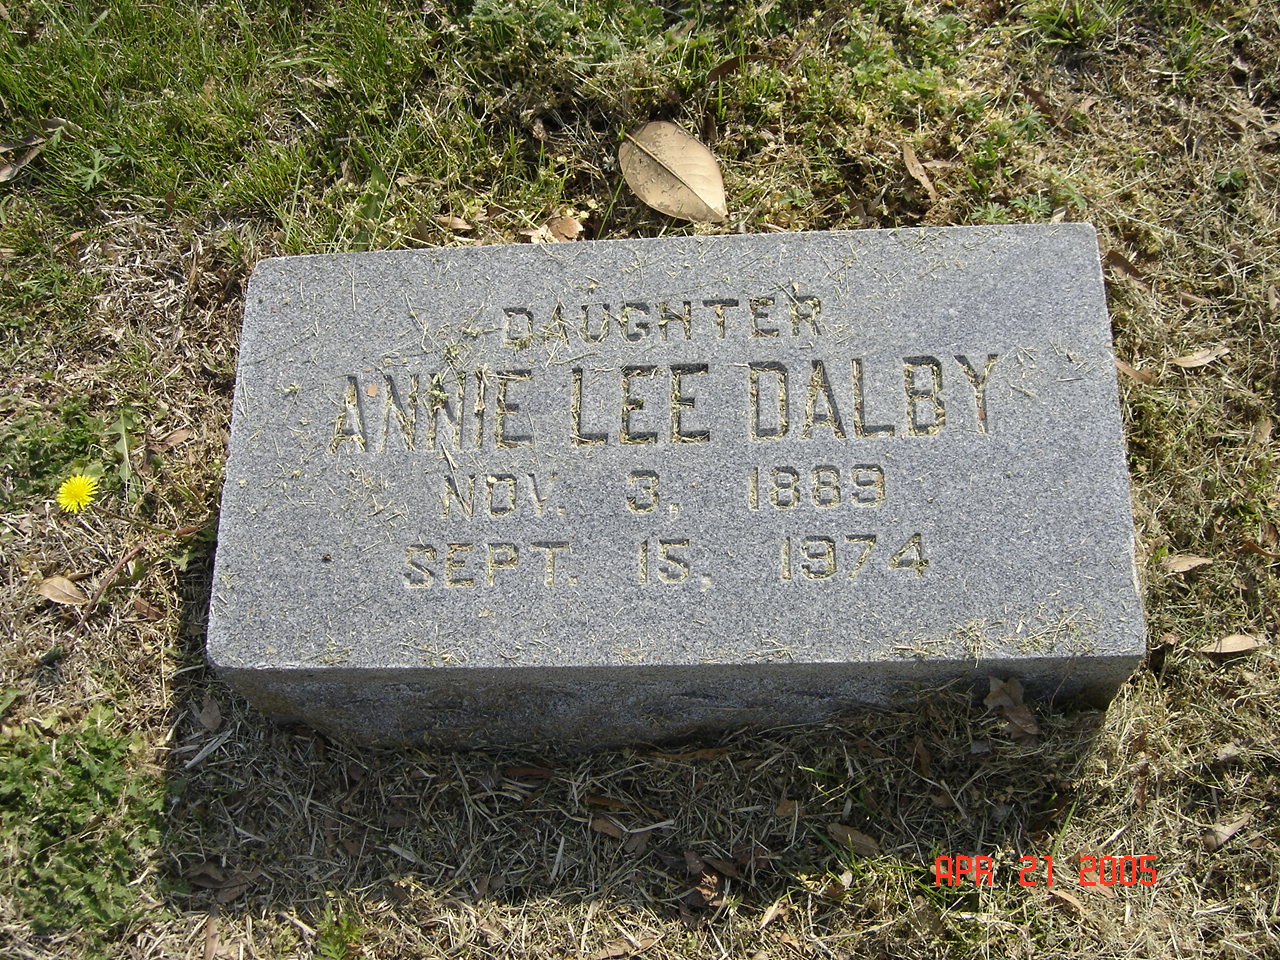 DAUGHTER
ANNIE LEE DALBY
NOV. 3, 1889
SEPT. 15, 1974
APR 21 2005